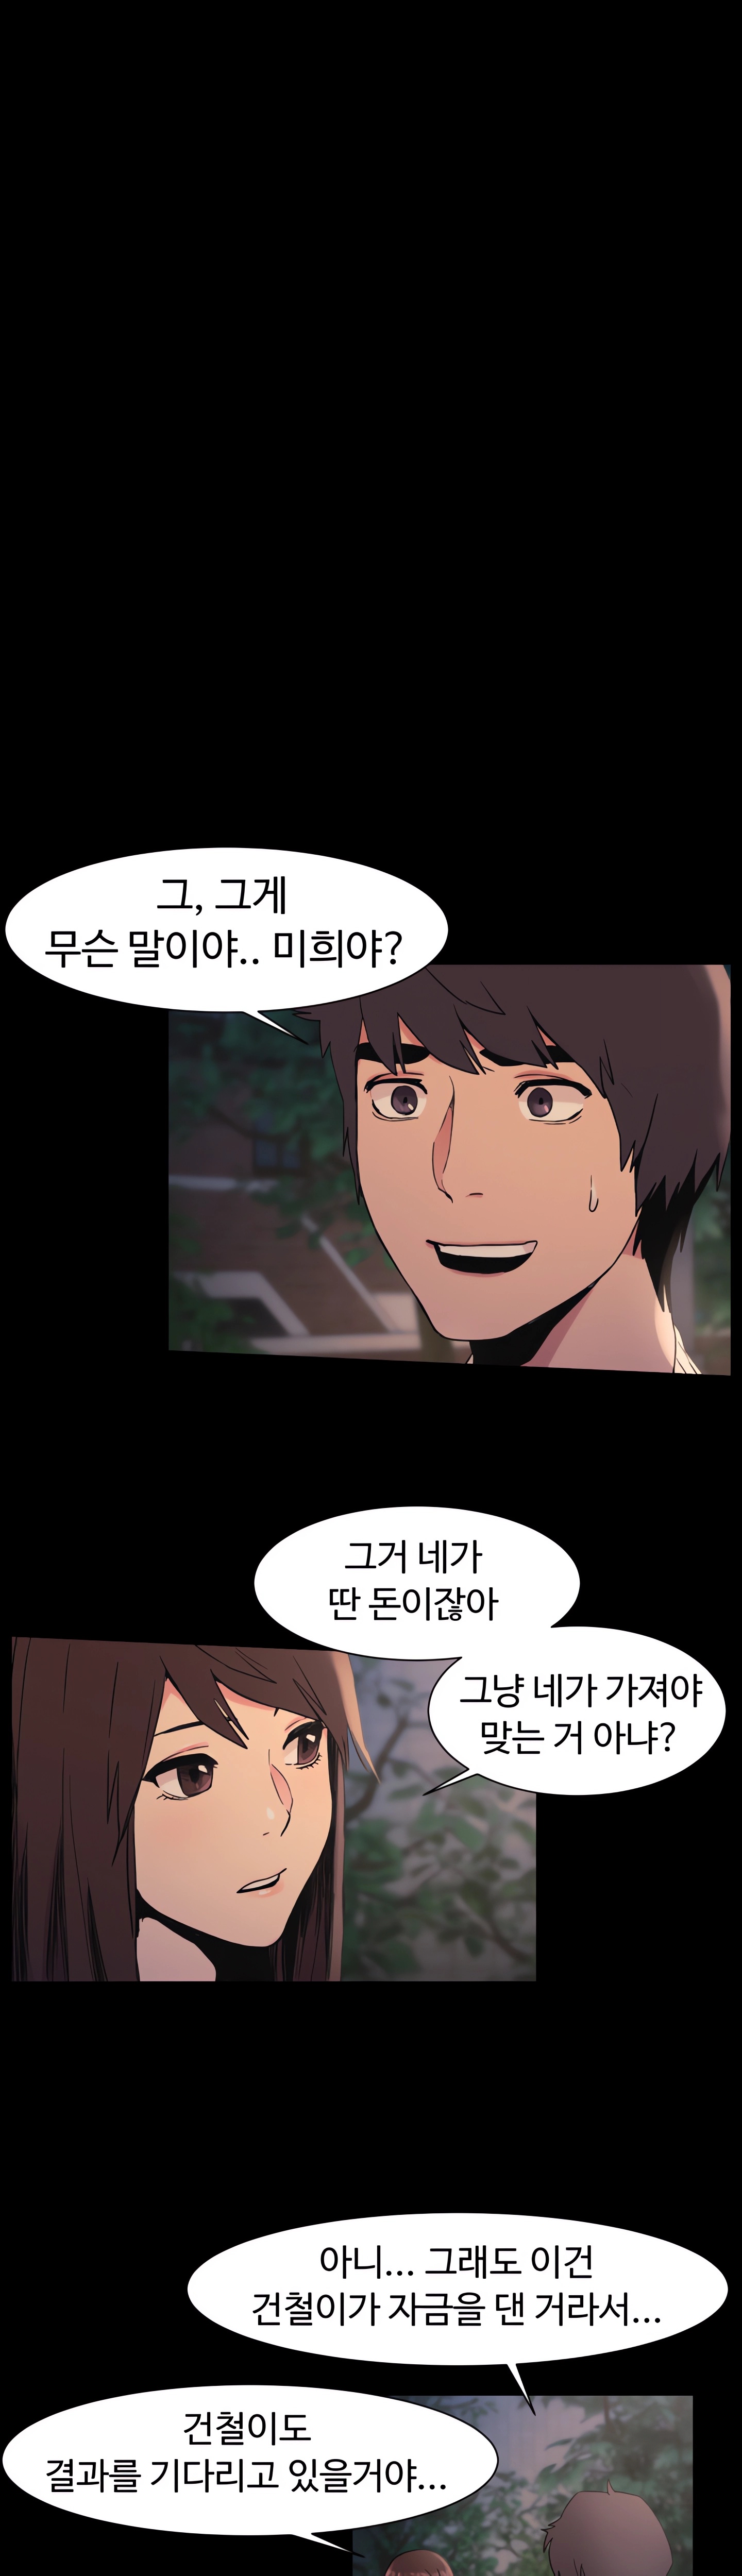 그, 그게
무슨 말이야.. 미희야?
그거 네가
딴 돈이잖아
그냥 네가 가져야
맞는 거 아냐?
아니... 그래도 이건
건철이가 자금을 댄 거라서...
건철이도
결과를 기다리고 있을거야...